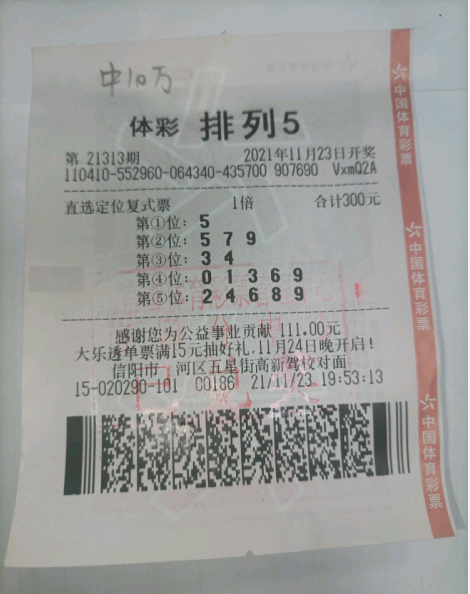 中10万
体彩 排列5
第 21313期 2021年11月23日开奖
110410-552960-064340-435700 907690 VxmQ2A
直选定位复式票 1倍 合计300元
第①位: 5
第②位: 5 7 9
第③位: 3 4
第④位: 0 1 3 6 9
第⑤位: 2 4 6 8 9
感谢您为公益事业贡献 111.00元
大乐透单票满15元抽好礼,11月24日晚开启!
信阳市 河区五星街高新驾校对面
15-020290-101 00186 21/11/23 19:53:13
中国体育彩票
中国体育彩票
中国体育彩票